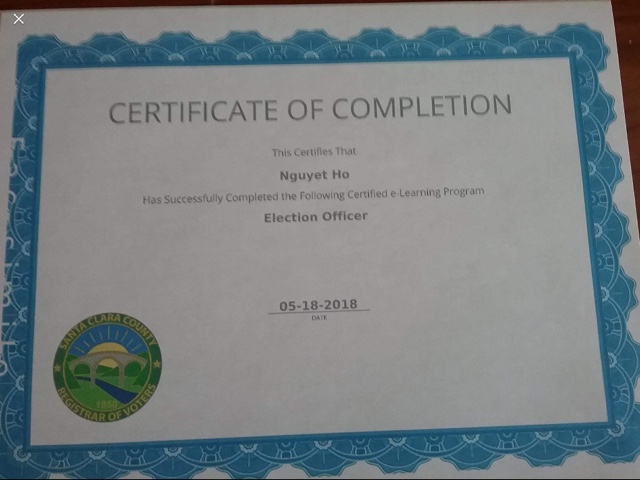 CERTIFICATE OF COMPLETION
This Certifies That
Nguyet Ho
Has Successfully Completed the Following Certified e-Learning Program
Election Officer
05-18-2018
DATE
SANTA CLARA COUNTY
1850
REGISTRAR OF VOTERS